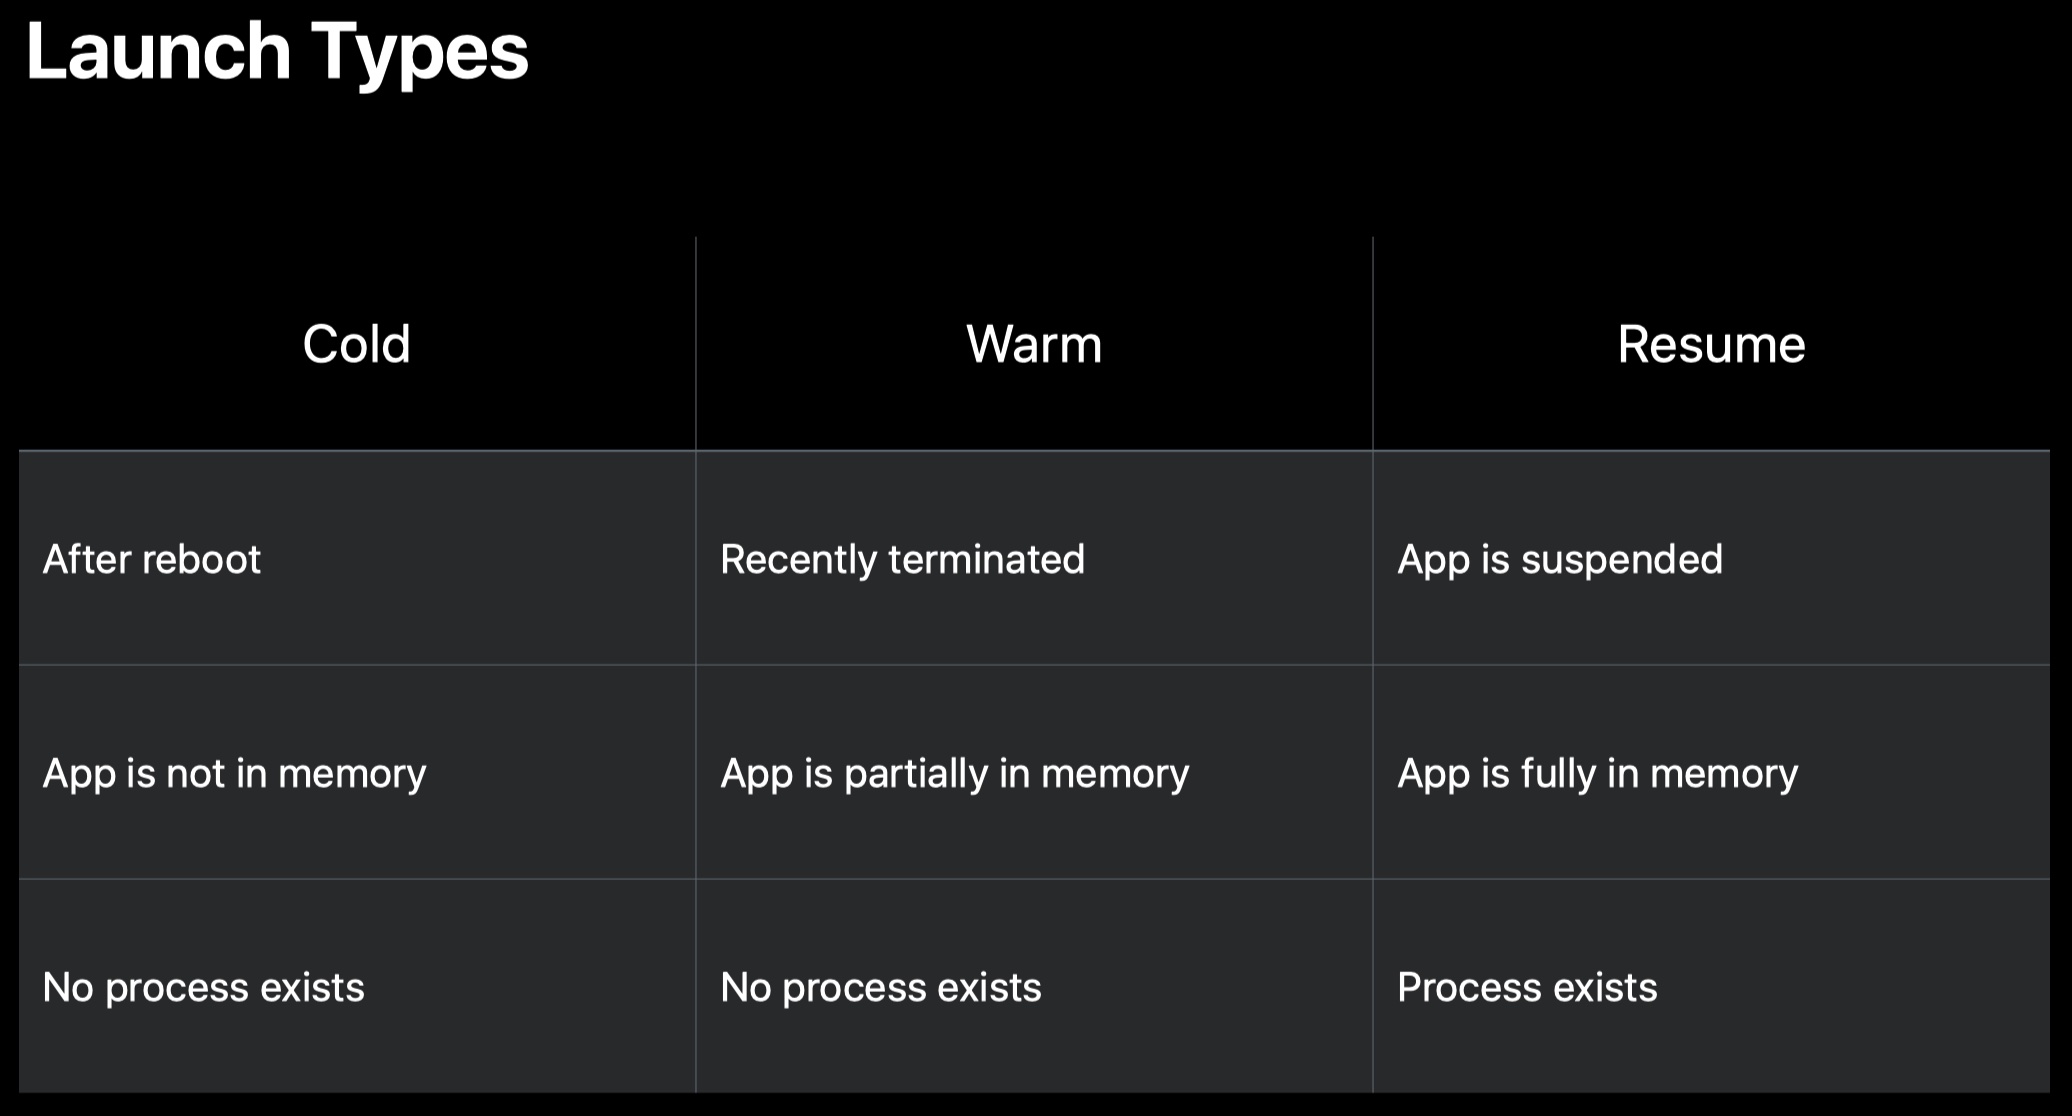 Launch Types
Cold
Warm
Resume
After reboot
Recently terminated
App is suspended
App is not in memory
App is partially in memory
App is fully in memory
No process exists
No process exists
Process exists